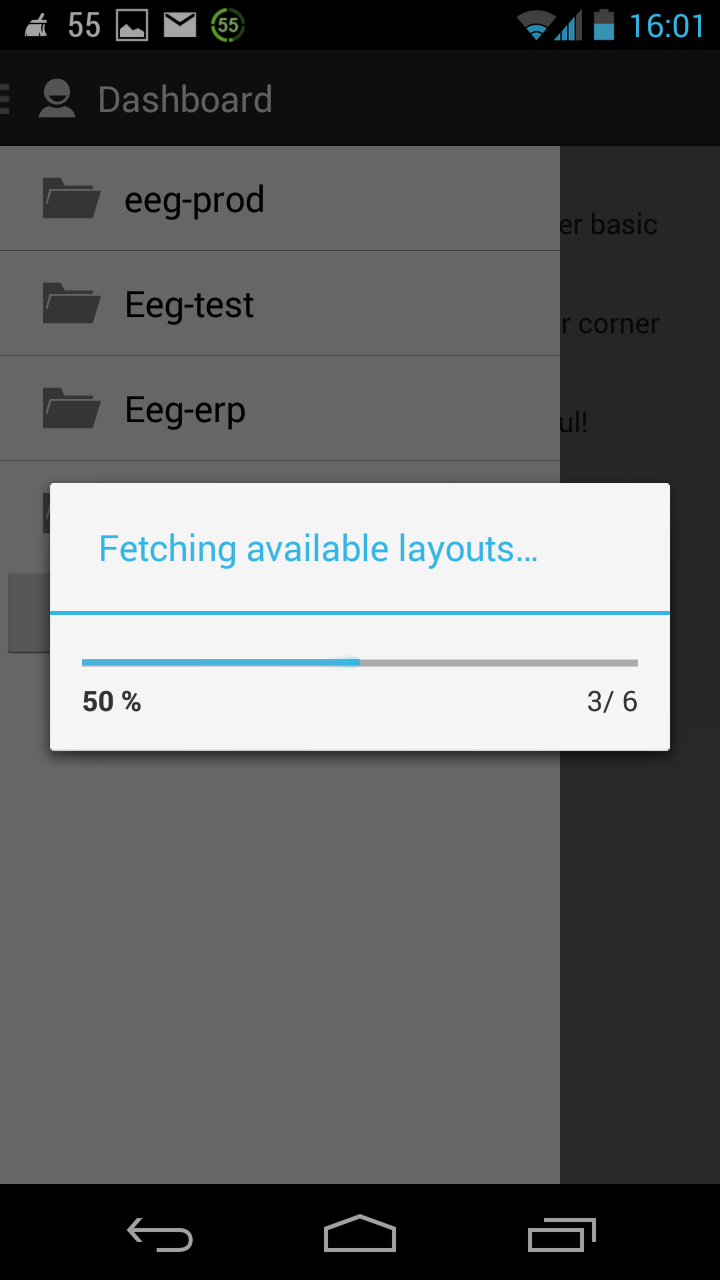 55 55 16:01
Dashboard
eeg-prod
er basic
Eeg-test
r corner
Eeg-erp
ul!
Fetching available layouts...
50 % 3/ 6